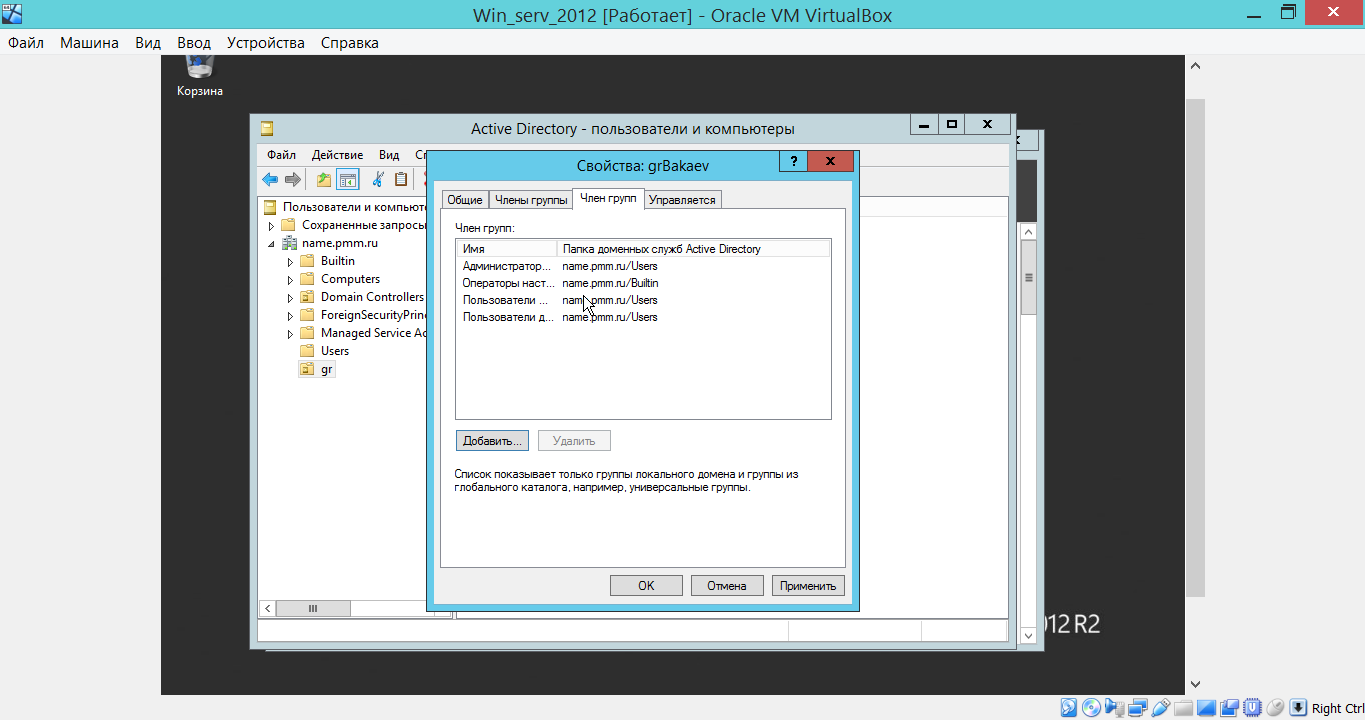 Win_serv_2012 [Работает] - Oracle VM VirtualBox
Файл Машина Вид Ввод Устройства Справка
Корзина
Active Directory - пользователи и компьютеры
Файл Действие Вид
Свойства: grBakaev
Общие Члены группы Член групп Управляется
Пользователи и компьют
Сохраненные запросы
name.pmm.ru
Builtin
Computers
Domain Controllers
ForeignSecurityPrin
Managed Service Ac
Users
gr
Член групп:
Имя Папка доменных служб Active Directory
Администратор... name.pmm.ru/Users
Операторы наст... name.pmm.ru/Builtin
Пользователи ... name.pmm.ru/Users
Пользователи д... name.pmm.ru/Users
Добавить... Удалить
Список показывает только группы локального домена и группы из
глобального каталога, например, универсальные группы.
OK Отмена Применить
012 R2
Right Ctrl